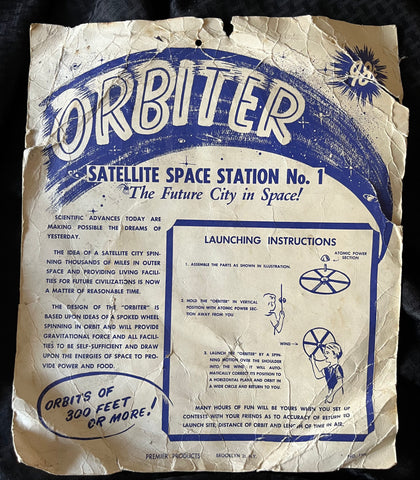 98¢
ORBITER
SATELLITE SPACE STATION No. 1
The Future City in Space!
SCIENTIFIC ADVANCES TODAY ARE
MAKING POSSIBLE THE DREAMS OF
YESTERDAY.
THE IDEA OF A SATELLITE CITY SPIN-
NING THOUSANDS OF MILES IN OUTER
SPACE AND PROVIDING LIVING FACILI-
TIES FOR FUTURE CIVILIZATIONS IS NOW
A MATTER OF REASONABLE TIME.
THE DESIGN OF THE "ORBITER" IS
BASED UPON IDEAS OF A SPOKED WHEEL
SPINNING IN ORBIT AND WILL PROVIDE
GRAVITATIONAL FORCE AND ALL FACILI-
TIES TO BE SELF-SUFFICIENT AND DRAW
UPON THE ENERGIES OF SPACE TO PRO-
VIDE POWER AND FOOD.
ORBITS OF
300 FEET
OR MORE!
LAUNCHING INSTRUCTIONS
ATOMIC POWER
SECTION
1. ASSEMBLE THE PARTS AS SHOWN IN ILLUSTRATION.
2. HOLD THE "ORBITER" IN VERTICAL
POSITION WITH ATOMIC POWER SEC-
TION AWAY FROM YOU
WIND
3. LAUNCH THE "ORBITER" BY A SPIN-
NING MOTION OVER THE SHOULDER
INTO THE WIND. IT WILL AUTO-
MATICALLY CORRECT ITS POSITION TO
A HORIZONTAL PLANE AND ORBIT IN
A WIDE CIRCLE AND RETURN TO YOU.
MANY HOURS OF FUN WILL BE YOURS WHEN YOU SET UP
CONTESTS WITH YOUR FRIENDS AS TO ACCURACY OF RETURN TO
LAUNCH SITE, DISTANCE OF ORBIT AND LENGTH OF TIME IN AIR.
PREMIER PRODUCTS BROOKLYN 31, N.Y.
NO.